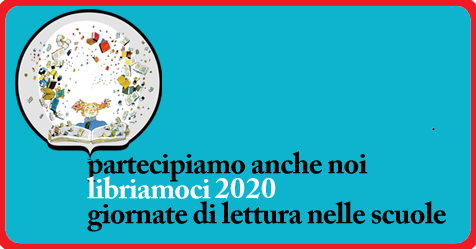 partecipiamo anche noi
libriamoci 2020
giornate di lettura nelle scuole